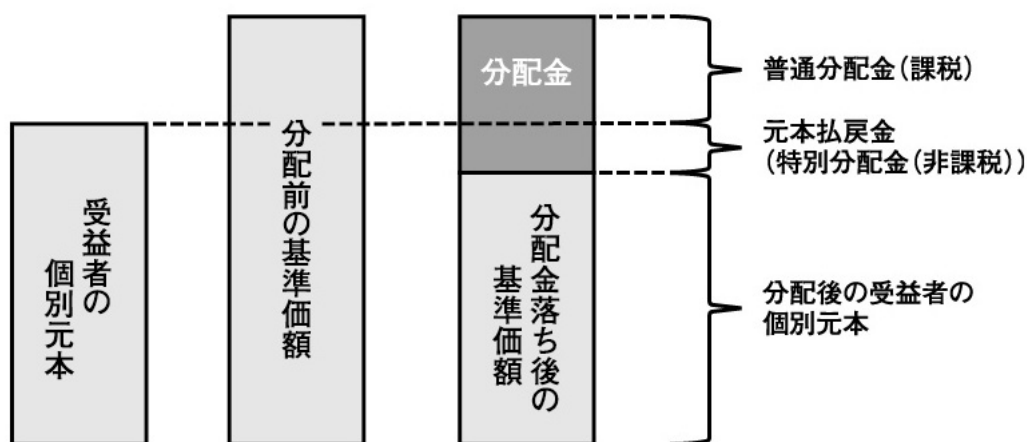 受益者の
個別元本
分配前の基準価額
分配金
分配金落ち後の
基準価額
普通分配金(課税)
元本払戻金
(特別分配金(非課税))
分配後の受益者の
個別元本